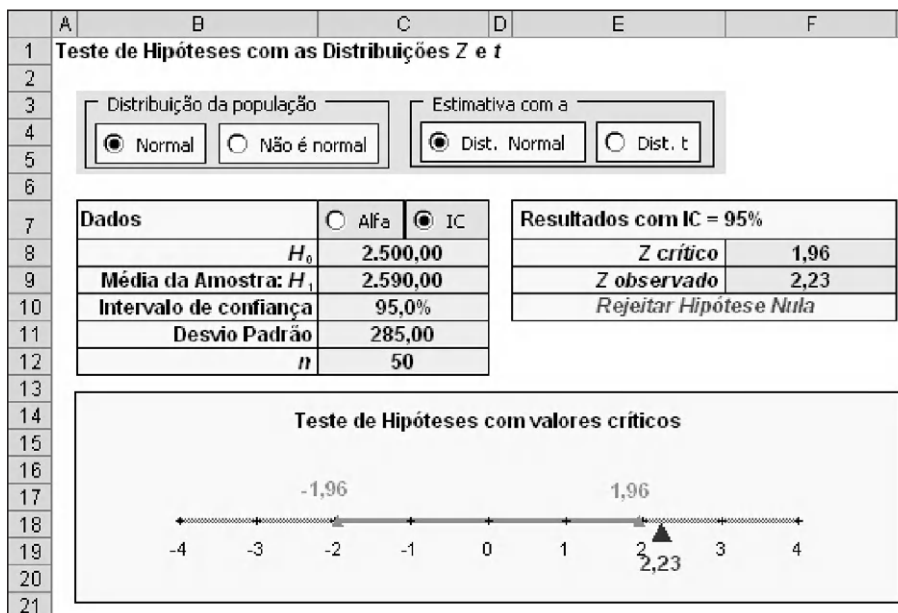 A B C D E F
1 Teste de Hipóteses com as Distribuições Z e t
2
3 Distribuição da população Estimativa com a
4 Normal Não é normal Dist. Normal Dist. t
5
6
7 Dados Alfa IC Resultados com IC = 95%
8 H₀ 2.500,00 Z crítico 1,96
9 Média da Amostra: H₁ 2.590,00 Z observado 2,23
10 Intervalo de confiança 95,0% Rejeitar Hipótese Nula
11 Desvio Padrão 285,00
12 n 50
13
14 Teste de Hipóteses com valores críticos
15
16
17 -1,96 1,96
18
19 -4 -3 -2 -1 0 1 2 3 4
20 2,23
21